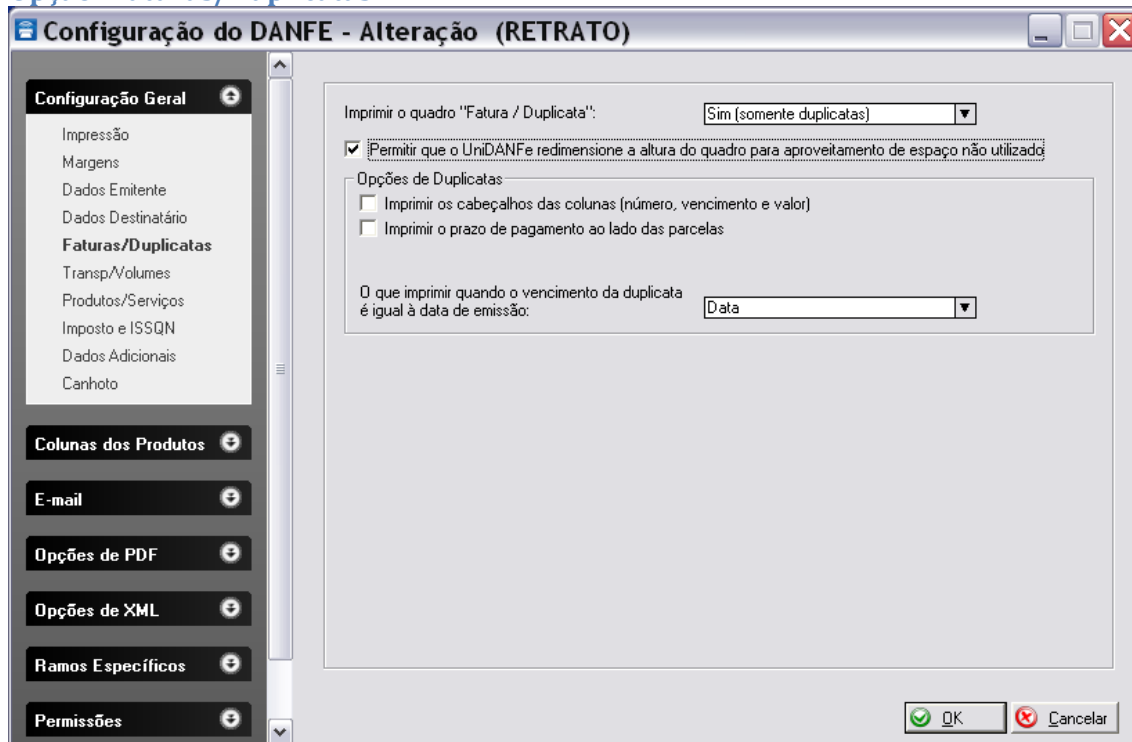 Opção Faturas/Duplicatas
Configuração do DANFE - Alteração (RETRATO)
Configuração Geral
Impressão
Margens
Dados Emitente
Dados Destinatário
Faturas/Duplicatas
Transp/Volumes
Produtos/Serviços
Imposto e ISSQN
Dados Adicionais
Canhoto
Colunas dos Produtos
E-mail
Opções de PDF
Opções de XML
Ramos Específicos
Permissões
Imprimir o quadro "Fatura / Duplicata": Sim (somente duplicatas)
Permitir que o UniDANFe redimensione a altura do quadro para aproveitamento de espaço não utilizado
Opções de Duplicatas
Imprimir os cabeçalhos das colunas (número, vencimento e valor)
Imprimir o prazo de pagamento ao lado das parcelas
O que imprimir quando o vencimento da duplicata
é igual à data de emissão: Data
OK Cancelar